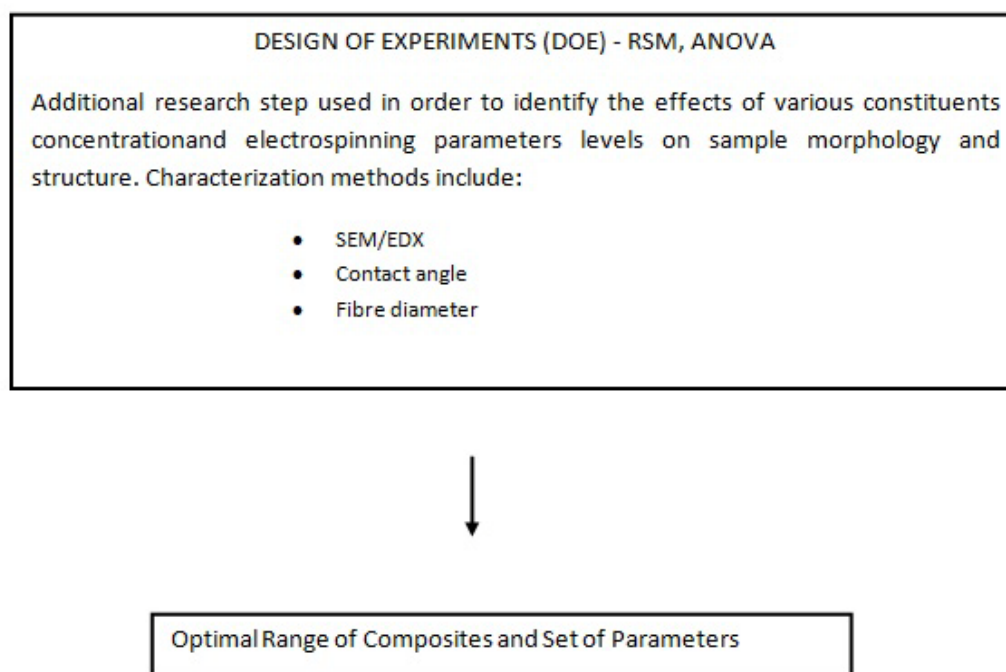 DESIGN OF EXPERIMENTS (DOE) - RSM, ANOVA
Additional research step used in order to identify the effects of various constituents
concentrationand electrospinning parameters levels on sample morphology and
structure. Characterization methods include:
• SEM/EDX
• Contact angle
• Fibre diameter
Optimal Range of Composites and Set of Parameters